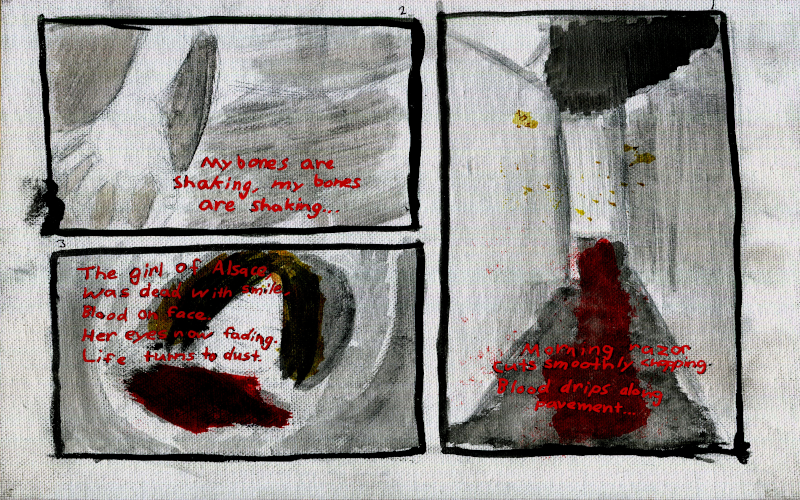 1
Morning razor
Cuts smoothly chopping.
Blood drips along
pavement...
2
My bones are
shaking, my bones
are shaking...
3
The girl of Alsace
was dead with smile.
Blood on face.
Her eyes now fading.
Life turns to dust.